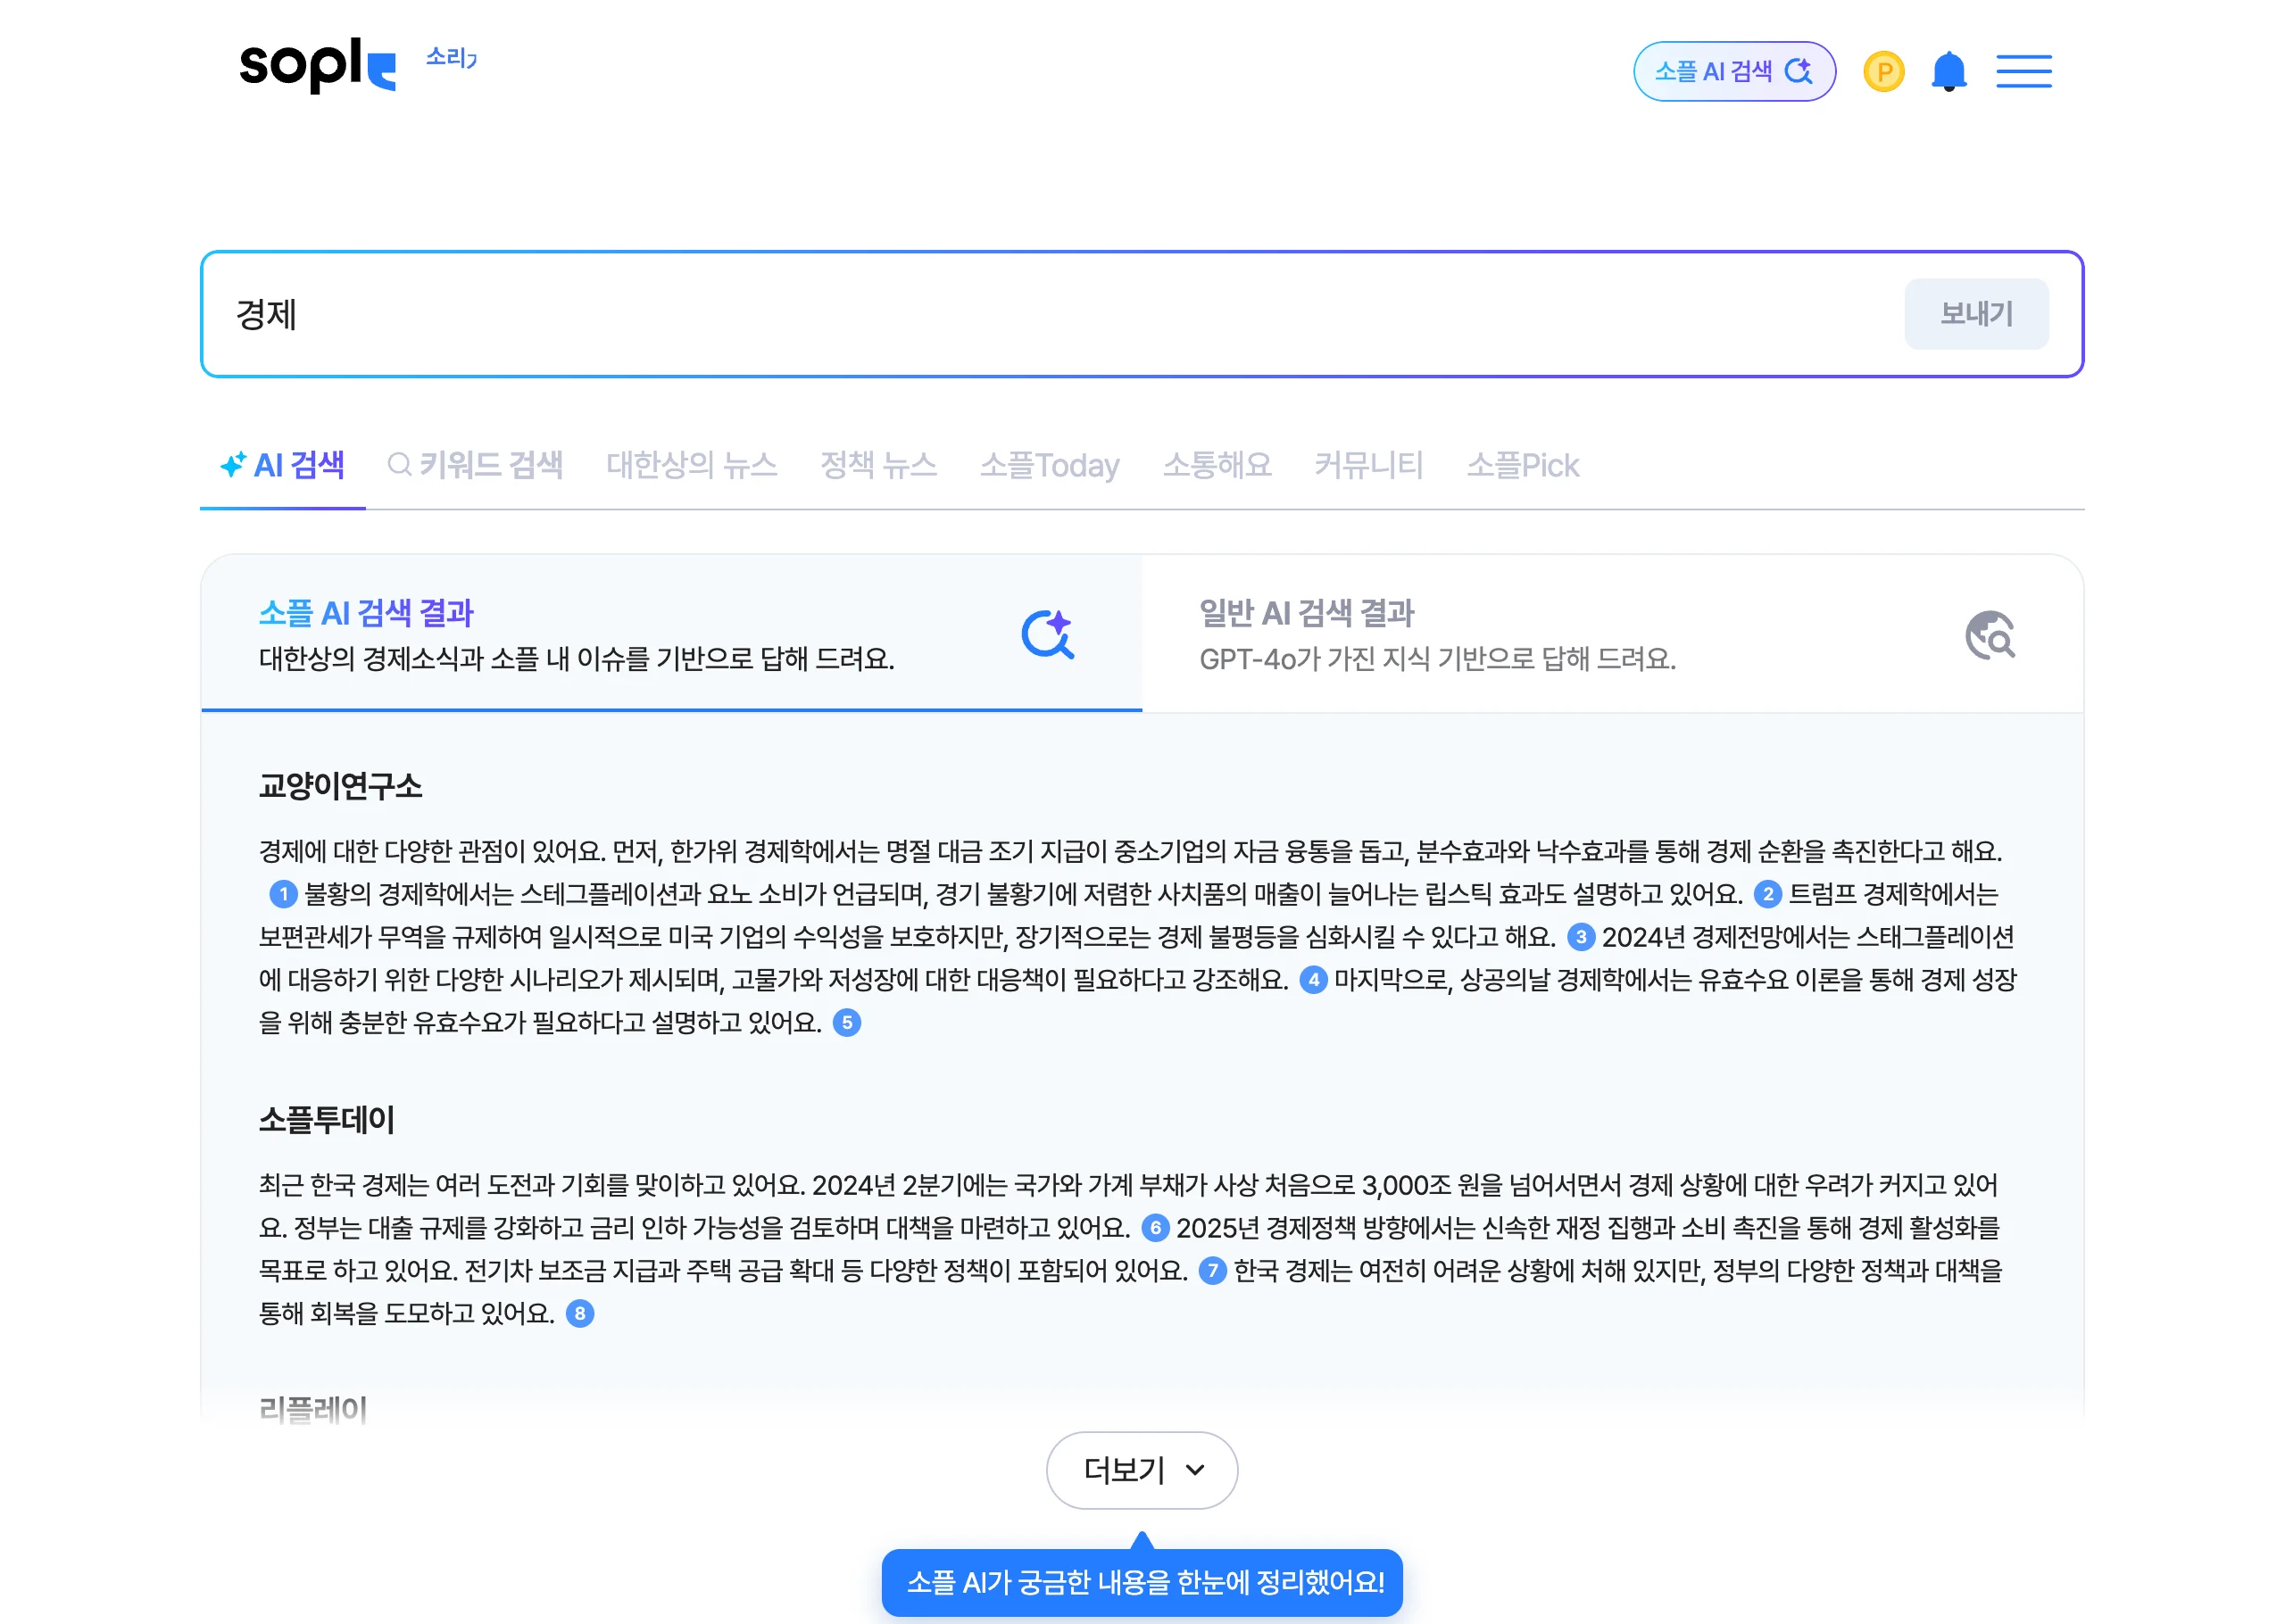 sopl
소리
소플 AI 검색
P
경제
보내기
AI 검색
키워드 검색
대한상의 뉴스
정책 뉴스
소플Today
소통해요
커뮤니티
소플Pick
소플 AI 검색 결과
대한상의 경제소식과 소플 내 이슈를 기반으로 답해 드려요.
일반 AI 검색 결과
GPT-4o가 가진 지식 기반으로 답해 드려요.
교양이연구소
경제에 대한 다양한 관점이 있어요. 먼저, 한가위 경제학에서는 명절 대금 조기 지급이 중소기업의 자금 융통을 돕고, 분수효과와 낙수효과를 통해 경제 순환을 촉진한다고 해요.
1 불황의 경제학에서는 스테그플레이션과 요노 소비가 언급되며, 경기 불황기에 저렴한 사치품의 매출이 늘어나는 립스틱 효과도 설명하고 있어요. 2 트럼프 경제학에서는
보편관세가 무역을 규제하여 일시적으로 미국 기업의 수익성을 보호하지만, 장기적으로는 경제 불평등을 심화시킬 수 있다고 해요. 3 2024년 경제전망에서는 스태그플레이션
에 대응하기 위한 다양한 시나리오가 제시되며, 고물가와 저성장에 대한 대응책이 필요하다고 강조해요. 4 마지막으로, 상공의날 경제학에서는 유효수요 이론을 통해 경제 성장
을 위해 충분한 유효수요가 필요하다고 설명하고 있어요. 5
소플투데이
최근 한국 경제는 여러 도전과 기회를 맞이하고 있어요. 2024년 2분기에는 국가와 가계 부채가 사상 처음으로 3,000조 원을 넘어서면서 경제 상황에 대한 우려가 커지고 있어
요. 정부는 대출 규제를 강화하고 금리 인하 가능성을 검토하며 대책을 마련하고 있어요. 6 2025년 경제정책 방향에서는 신속한 재정 집행과 소비 촉진을 통해 경제 활성화를
목표로 하고 있어요. 전기차 보조금 지급과 주택 공급 확대 등 다양한 정책이 포함되어 있어요. 7 한국 경제는 여전히 어려운 상황에 처해 있지만, 정부의 다양한 정책과 대책을
통해 회복을 도모하고 있어요. 8
리플레이
더보기
소플 AI가 궁금한 내용을 한눈에 정리했어요!